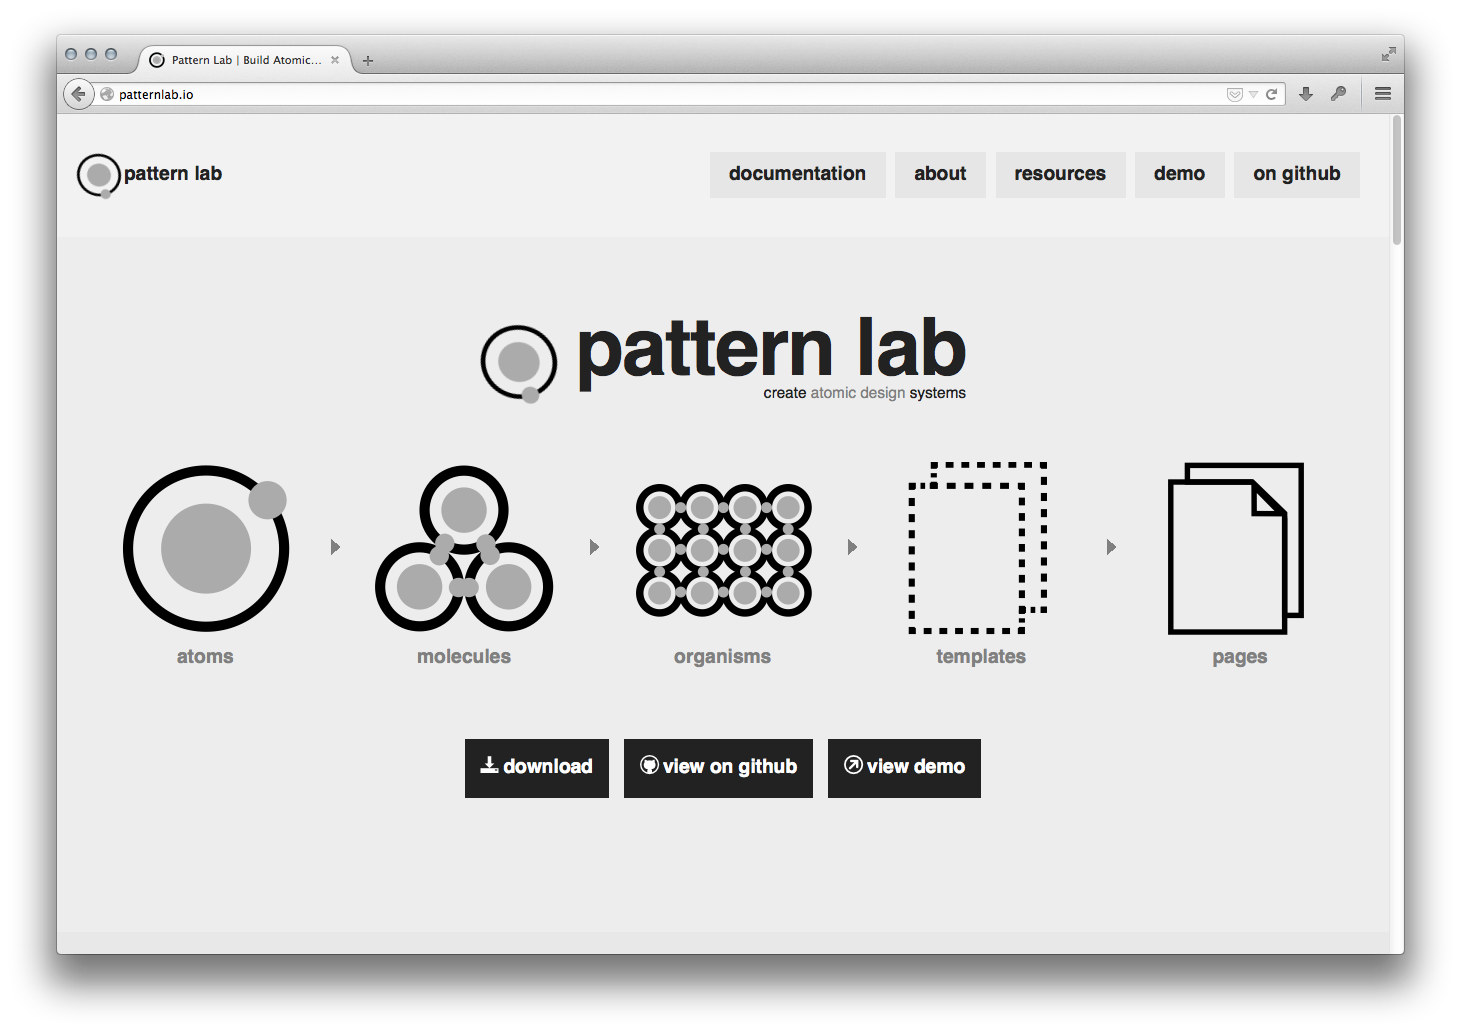 Pattern Lab | Build Atomic...
patternlab.io
pattern lab
documentation about resources demo on github
pattern lab
create atomic design systems
atoms molecules organisms templates pages
download view on github view demo